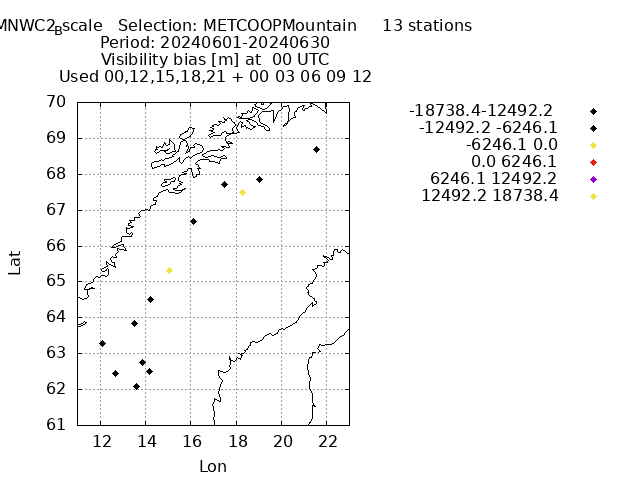 MNWC2Bscale Selection: METCOOPMountain 13 stations
Period: 20240601-20240630
Visibility bias [m] at 00 UTC
Used 00,12,15,18,21 + 00 03 06 09 12
-18738.4-12492.2
-12492.2 -6246.1
-6246.1 0.0
0.0 6246.1
6246.1 12492.2
12492.2 18738.4
70
69
68
67
66
65
64
63
62
61
Lat
12 14 16 18 20 22
Lon